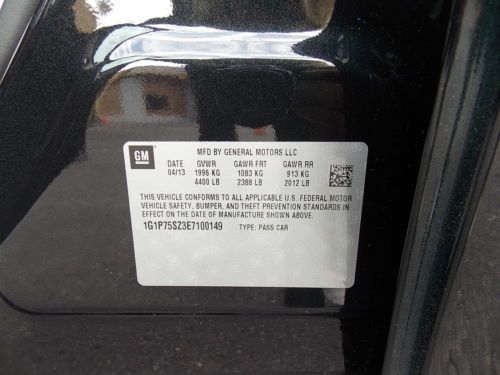 GM
MFD BY GENERAL MOTORS LLC
DATE GVWR GAWR FRT GAWR RR
04/13 1996 KG 1083 KG 913 KG
4400 LB 2388 LB 2012 LB
THIS VEHICLE CONFORMS TO ALL APPLICABLE U.S. FEDERAL MOTOR
VEHICLE SAFETY, BUMPER, AND THEFT PREVENTION STANDARDS IN
EFFECT ON THE DATE OF MANUFACTURE SHOWN ABOVE.
1G1P75SZ3E7100149 TYPE: PASS CAR